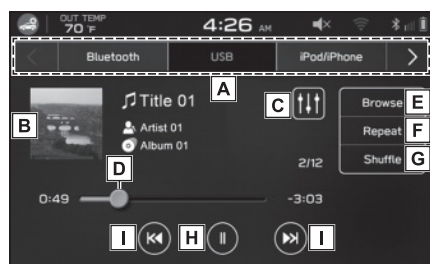 OUT TEMP
70 °F
4:26 AM
Bluetooth USB iPod/iPhone
A
B
Title 01
C
Browse E
Artist 01
Repeat F
Album 01
D
2/12
Shuffle G
0:49 -3:03
I H I